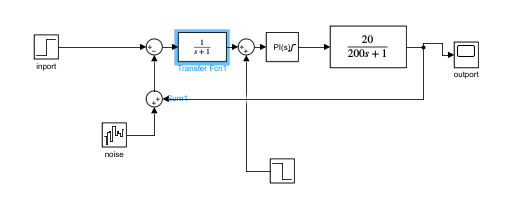 20
1
PI(s)
s+1
200s+1
inport
Transfer Fcn1
outport
Sum1
noise